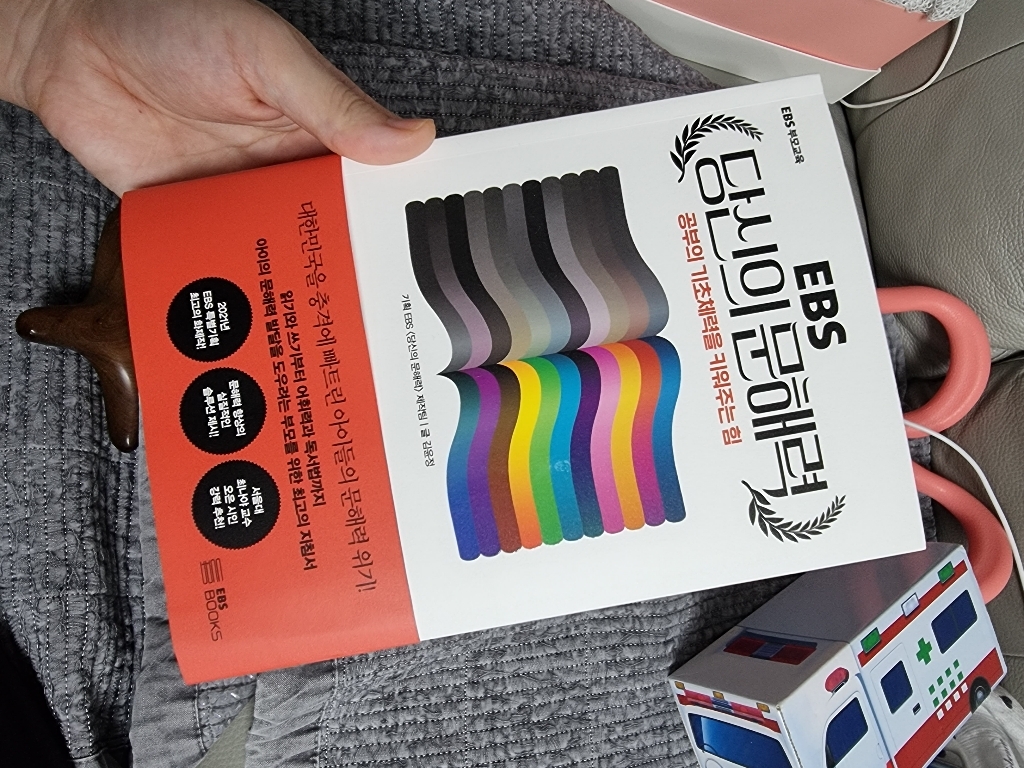 EBS 부모교육
EBS
당신의 문해력
공부의 기초체력을 키워주는 힘
기획 EBS 〈당신의 문해력〉 제작팀 | 글 김윤정
대한민국을 충격에 빠트린 아이들의 문해력 위기!
읽기와 쓰기부터 어휘력과 독서법까지
아이의 문해력 발달을 도우려는 부모를 위한 최고의 지침서
2021년
EBS 특별기획
최고의 화제작!
문해력 향상의
실질적인
솔루션 제시!
서울대
최나야 교수
오은 시인
강력 추천!
EBS
BOOKS